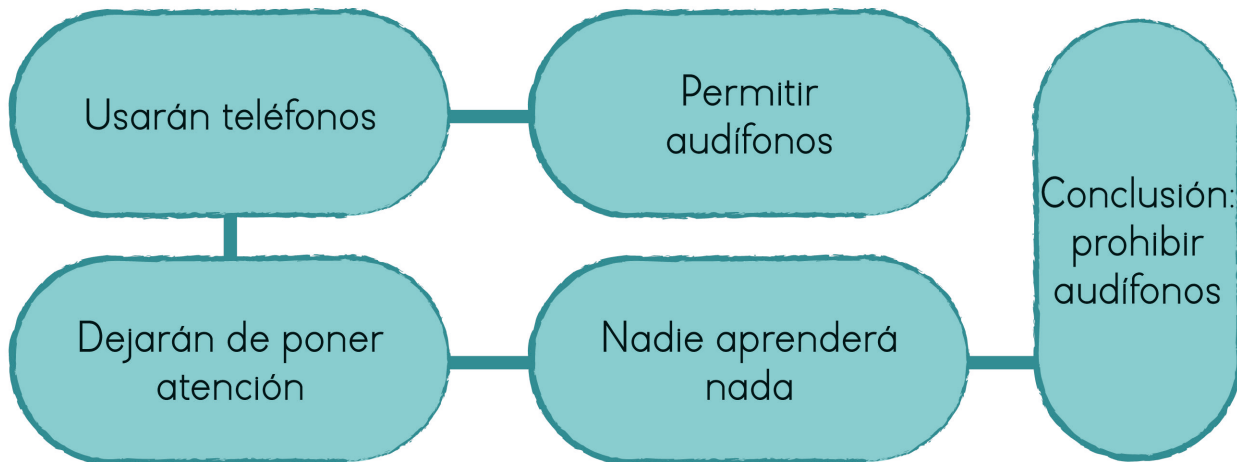 Usarán teléfonos
Permitir
audífonos
Dejarán de poner
atención
Nadie aprenderá
nada
Conclusión:
prohibir
audífonos